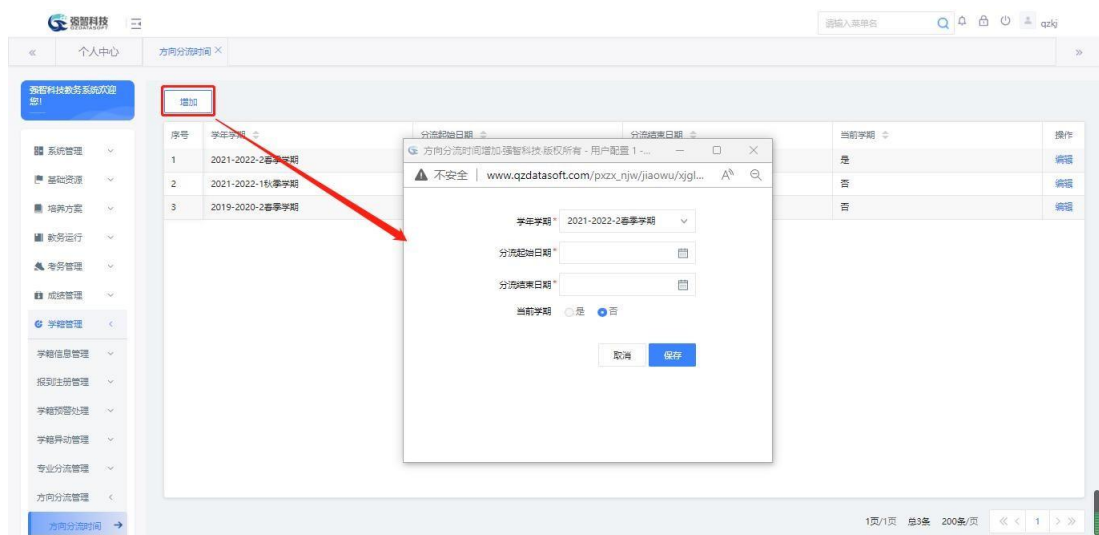 强智科技
QZDATASOFT
请输入菜单名
qzkj
个人中心
方向分流时间
强智科技教务系统欢迎您!
增加
序号 学年学期 分流起始日期 分流结束日期 当前学期 操作
1 2021-2022-2春季学期 是 编辑
2 2021-2022-1秋季学期 否 编辑
3 2019-2020-2春季学期 否 编辑
系统管理
基础资源
培养方案
教务运行
考务管理
成绩管理
学籍管理
学籍信息管理
报到注册管理
学籍预警处理
学籍异动管理
专业分流管理
方向分流管理
方向分流时间
方向分流时间增加-强智科技-版权所有 - 用户配置 1 -...
不安全 | www.qzdatasoft.com/pxzx_njw/jiaowu/xjgl...
学年学期* 2021-2022-2春季学期
分流起始日期*
分流结束日期*
当前学期 是 否
取消 保存
1页/1页 总3条 200条/页 1